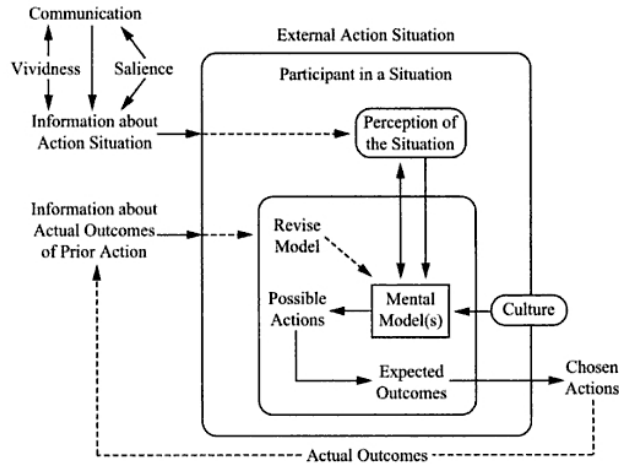 Communication
External Action Situation
Vividness
Salience
Participant in a Situation
Information about
Action Situation
Perception of
the Situation
Information about
Actual Outcomes
of Prior Action
Revise
Model
Possible
Actions
Mental
Model(s)
Culture
Expected
Outcomes
Chosen
Actions
Actual Outcomes